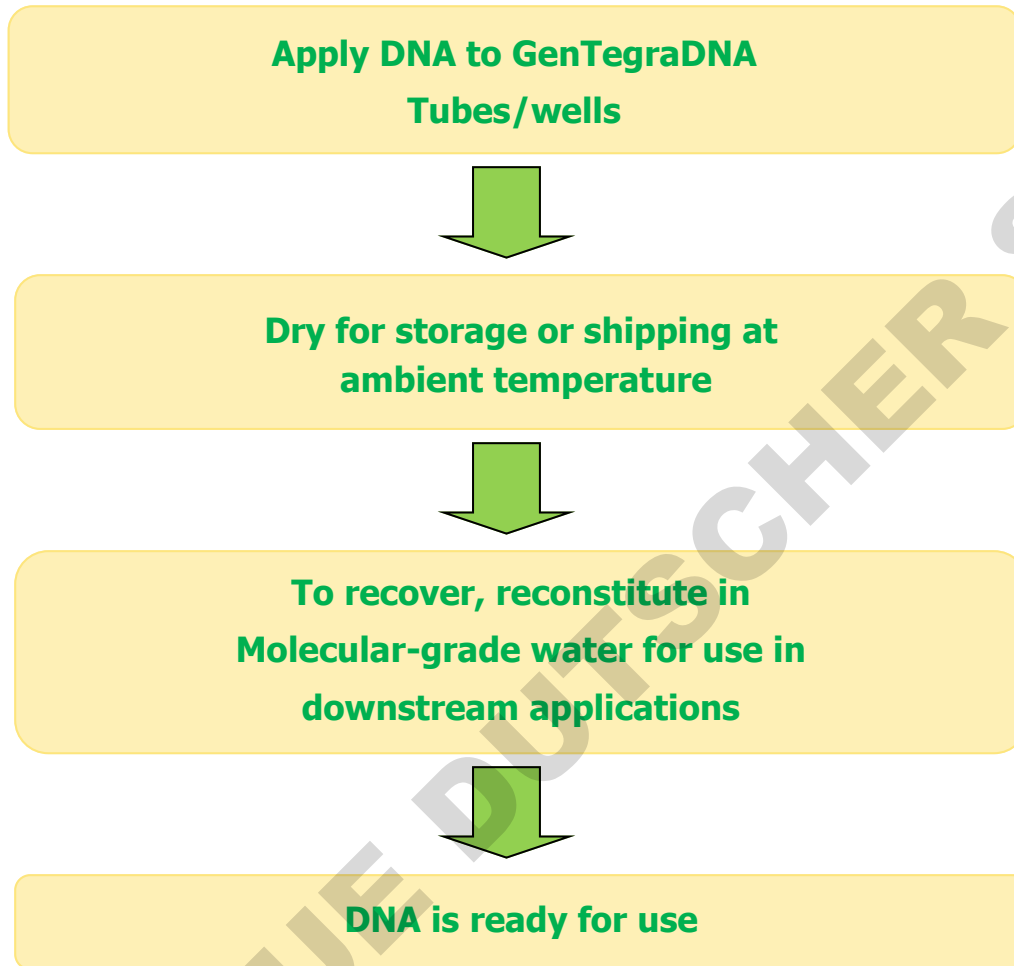 Apply DNA to GenTegraDNA
Tubes/wells
Dry for storage or shipping at
ambient temperature
To recover, reconstitute in
Molecular-grade water for use in
downstream applications
DNA is ready for use
UE DUTSCHER S